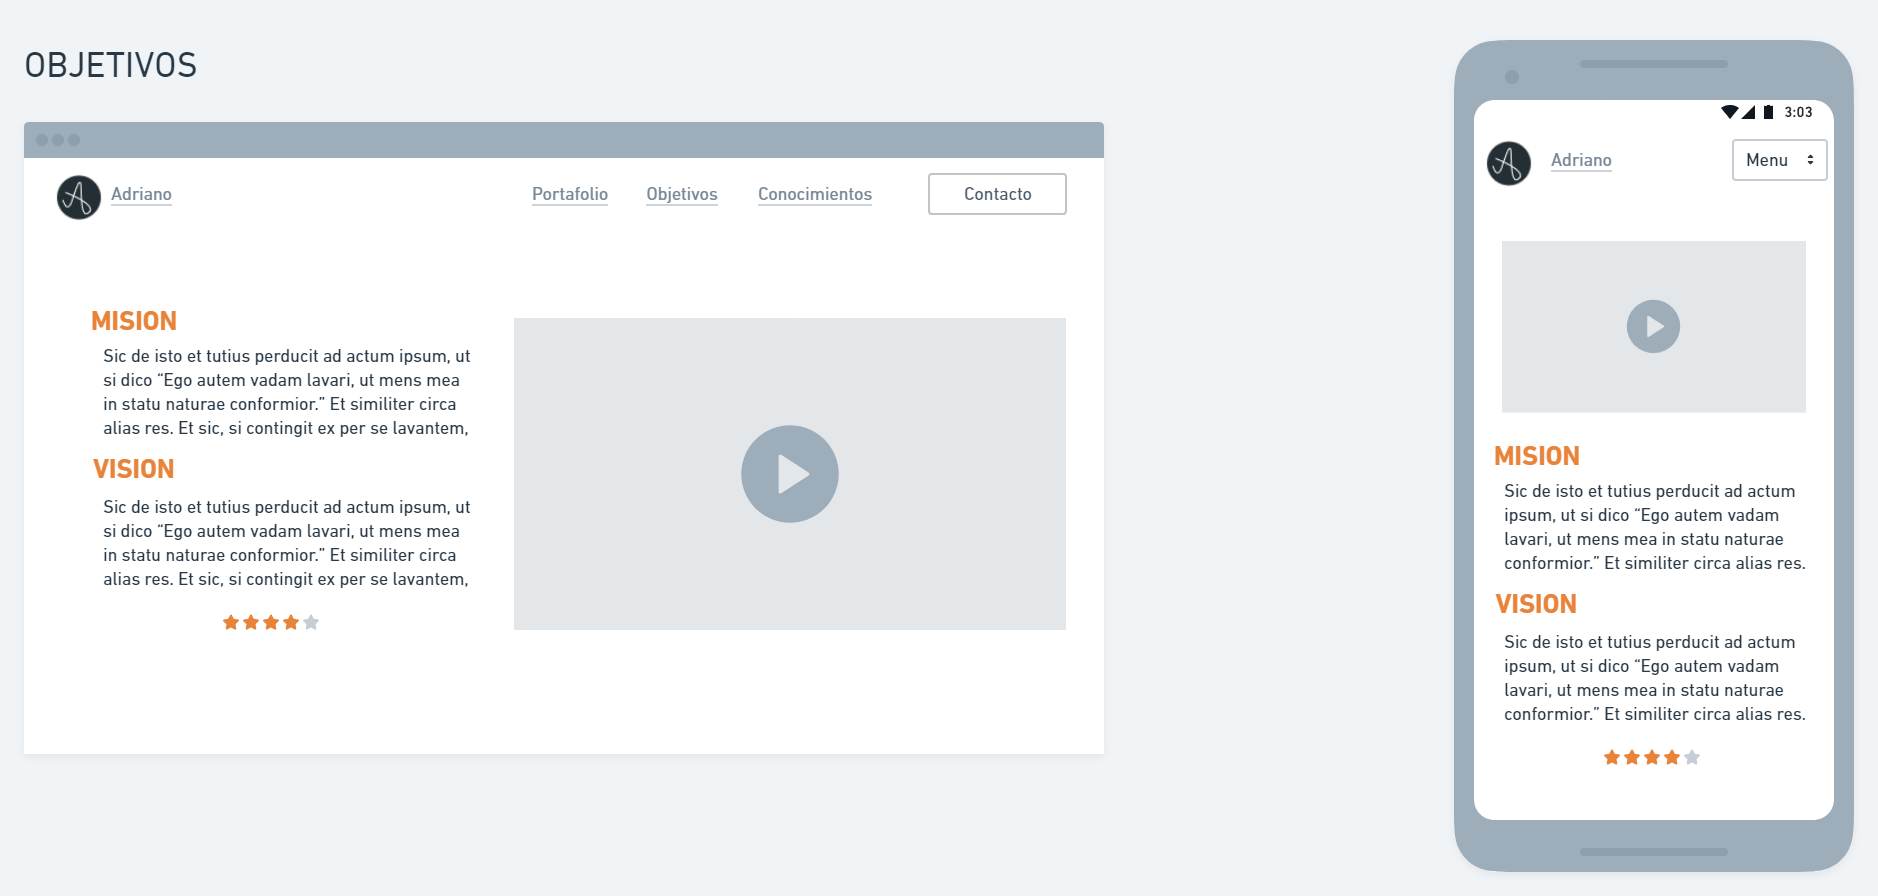 OBJETIVOS
Adriano
Portafolio
Objetivos
Conocimientos
Contacto
MISION
Sic de isto et tutius perducit ad actum ipsum, ut
si dico “Ego autem vadam lavari, ut mens mea
in statu naturae conformior.” Et similiter circa
alias res. Et sic, si contingit ex per se lavantem,
VISION
Sic de isto et tutius perducit ad actum ipsum, ut
si dico “Ego autem vadam lavari, ut mens mea
in statu naturae conformior.” Et similiter circa
alias res. Et sic, si contingit ex per se lavantem,
3:03
A
Adriano
Menu
MISION
Sic de isto et tutius perducit ad actum
ipsum, ut si dico “Ego autem vadam
lavari, ut mens mea in statu naturae
conformior.” Et similiter circa alias res.
VISION
Sic de isto et tutius perducit ad actum
ipsum, ut si dico “Ego autem vadam
lavari, ut mens mea in statu naturae
conformior.” Et similiter circa alias res.